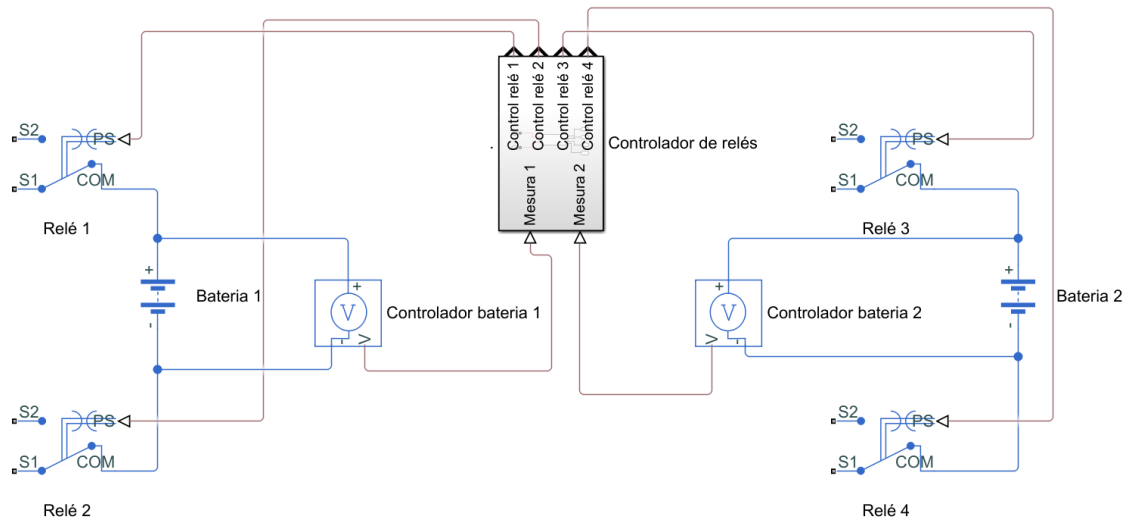 Control relé 1
Control relé 2
Control relé 3
Control relé 4
Mesura 1
Mesura 2
Controlador de relés
S2
PS
S1
COM
Relé 1
S2
PS
S1
COM
Relé 3
+
Bateria 1
-
+
V
-
V
Controlador bateria 1
+
V
-
V
Controlador bateria 2
+
Bateria 2
-
S2
PS
S1
COM
Relé 2
S2
PS
S1
COM
Relé 4